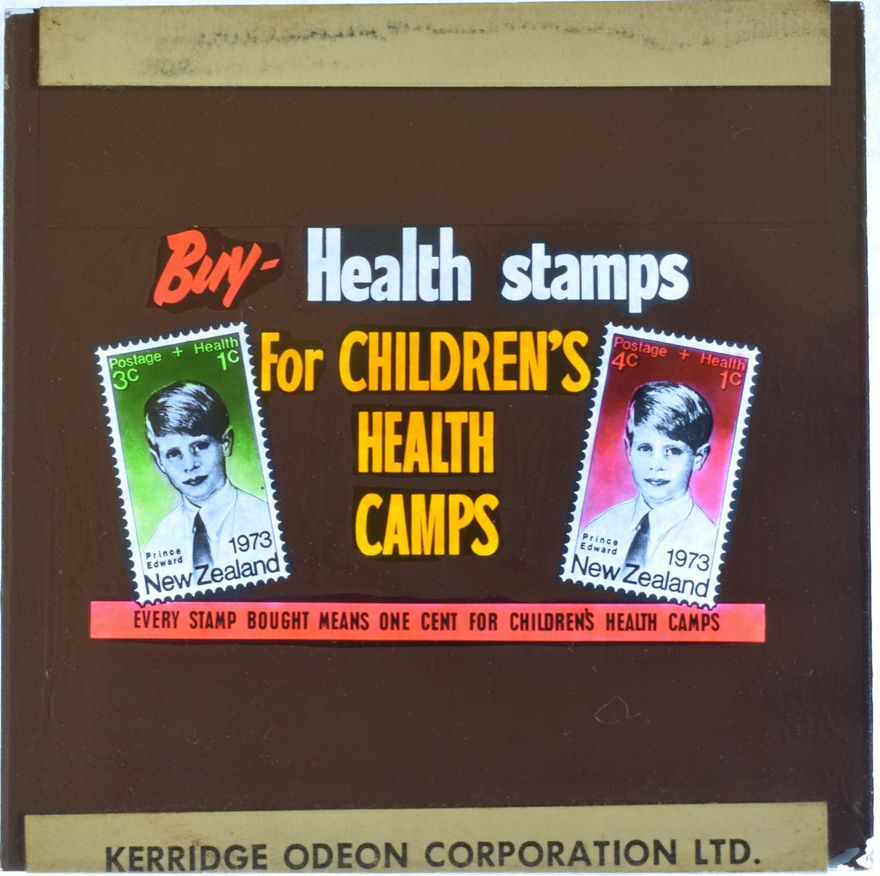 Buy- Health stamps
For CHILDREN'S
HEALTH
CAMPS
Postage + Health
3c 1c
Prince
Edward
1973
New Zealand
Postage + Health
4c 1c
Prince
Edward
1973
New Zealand
EVERY STAMP BOUGHT MEANS ONE CENT FOR CHILDREN'S HEALTH CAMPS
KERRIDGE ODEON CORPORATION LTD.